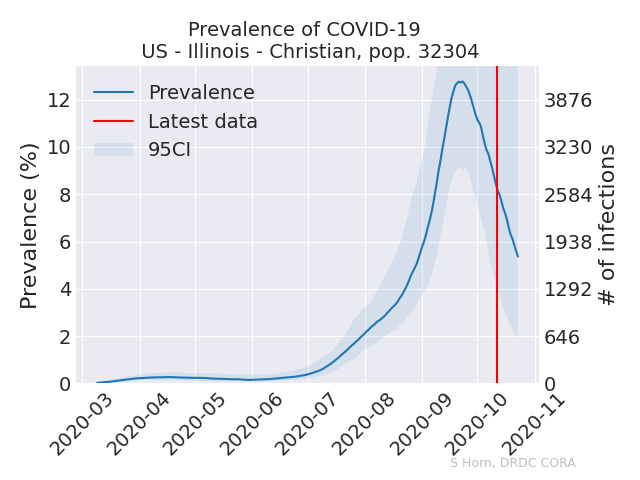 Prevalence of COVID-19
US - Illinois - Christian, pop. 32304
Prevalence
Latest data
95CI
Prevalence (%)
12
10
8
6
4
2
0
3876
3230
2584
1938
1292
646
0
# of infections
2020-03
2020-04
2020-05
2020-06
2020-07
2020-08
2020-09
2020-10
2020-11
S Horn, DRDC CORA